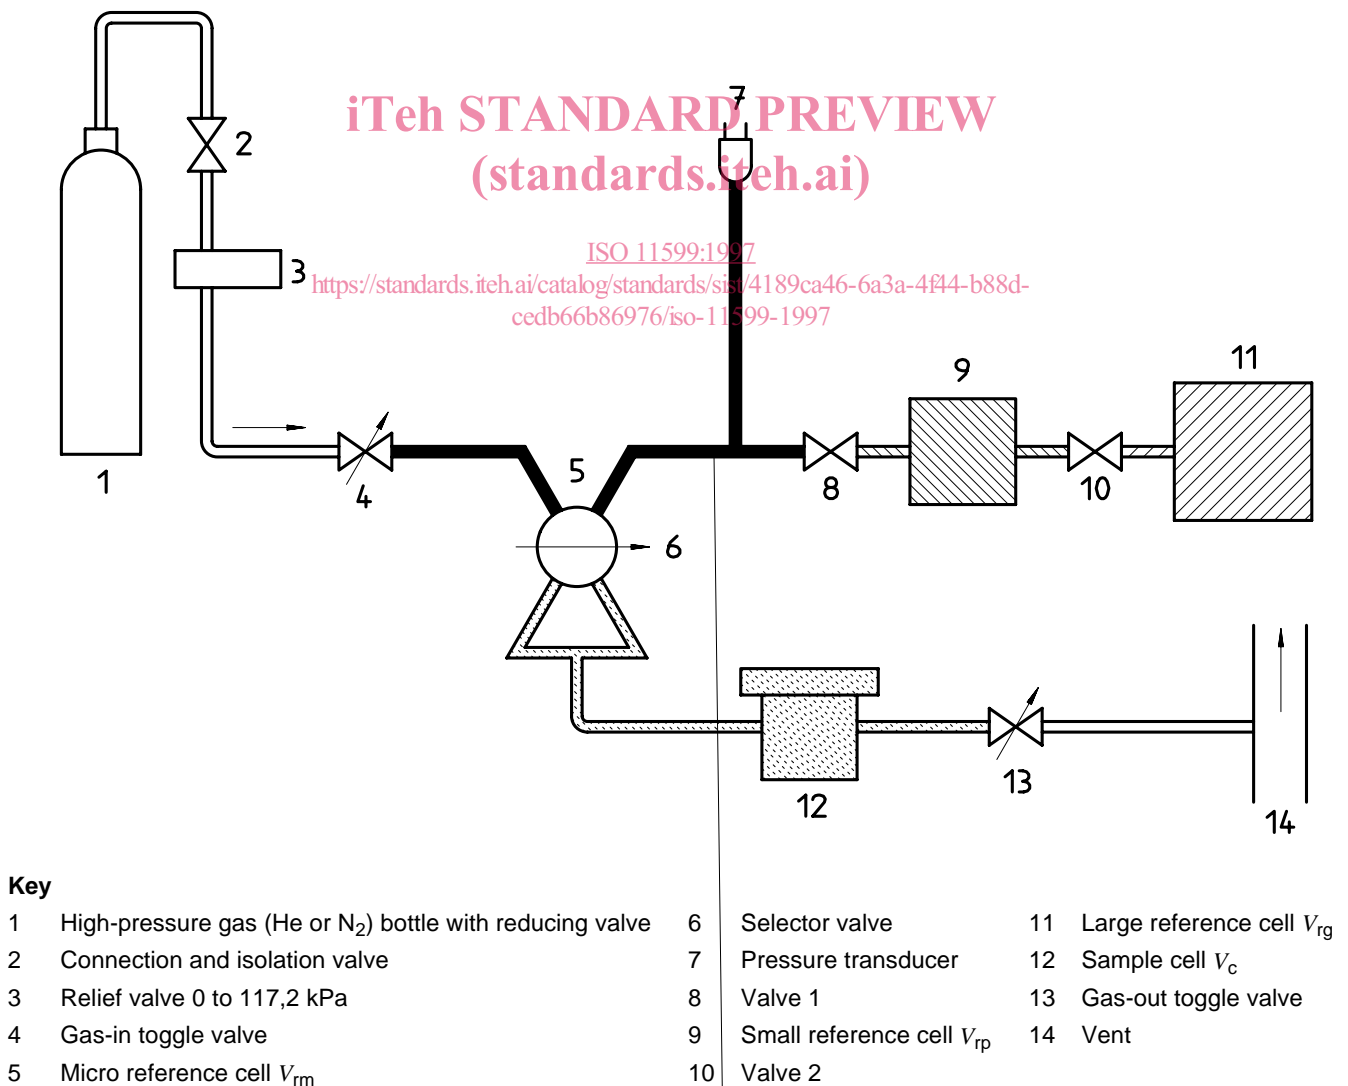 iTeh STANDARD PREVIEW
(standards.iteh.ai)
ISO 11599:1997
https://standards.iteh.ai/catalog/standards/sist/4189ca46-6a3a-4f44-b88d-
cedb66b86976/iso-11599-1997
1
2
3
4
5
6
7
8
9
10
11
12
13
14
Key
1 High-pressure gas (He or N2) bottle with reducing valve
2 Connection and isolation valve
3 Relief valve 0 to 117,2 kPa
4 Gas-in toggle valve
5 Micro reference cell Vrm
6 Selector valve
7 Pressure transducer
8 Valve 1
9 Small reference cell Vrp
10 Valve 2
11 Large reference cell Vrg
12 Sample cell Vc
13 Gas-out toggle valve
14 Vent